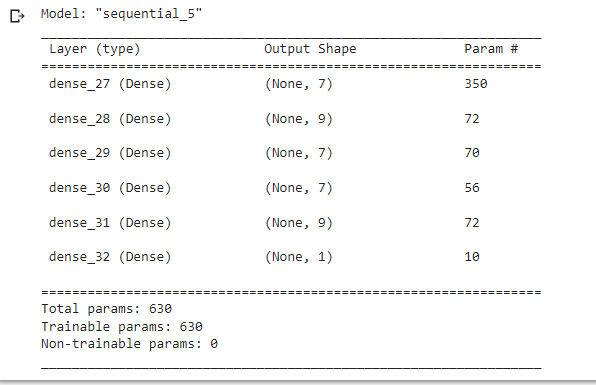 Model: "sequential_5"
_________________________________________________________________
Layer (type) Output Shape Param #
=================================================================
dense_27 (Dense) (None, 7) 350
dense_28 (Dense) (None, 9) 72
dense_29 (Dense) (None, 7) 70
dense_30 (Dense) (None, 7) 56
dense_31 (Dense) (None, 9) 72
dense_32 (Dense) (None, 1) 10
=================================================================
Total params: 630
Trainable params: 630
Non-trainable params: 0
_________________________________________________________________